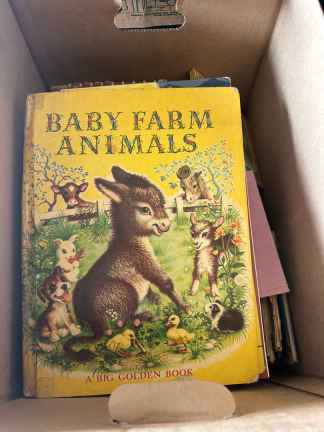 BABY FARM
ANIMALS
A BIG GOLDEN BOOK